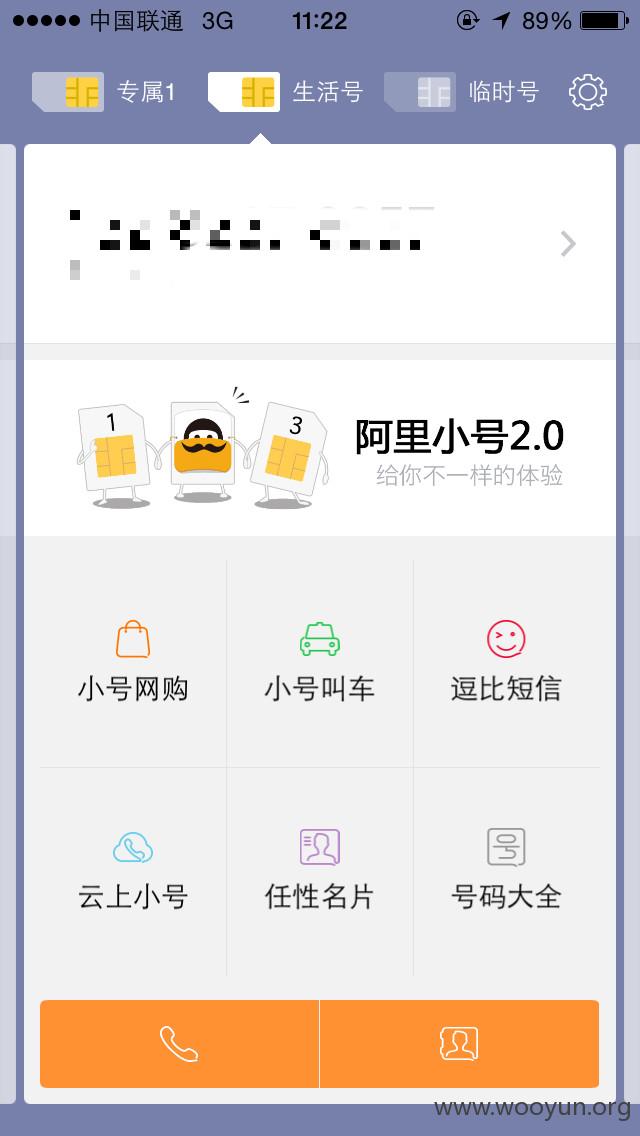 中国联通 3G 11:22 89%
专属1 生活号 临时号
1 3
阿里小号2.0
给你不一样的体验
小号网购 小号叫车 逗比短信
云上小号 任性名片 号码大全
www.wooyun.org